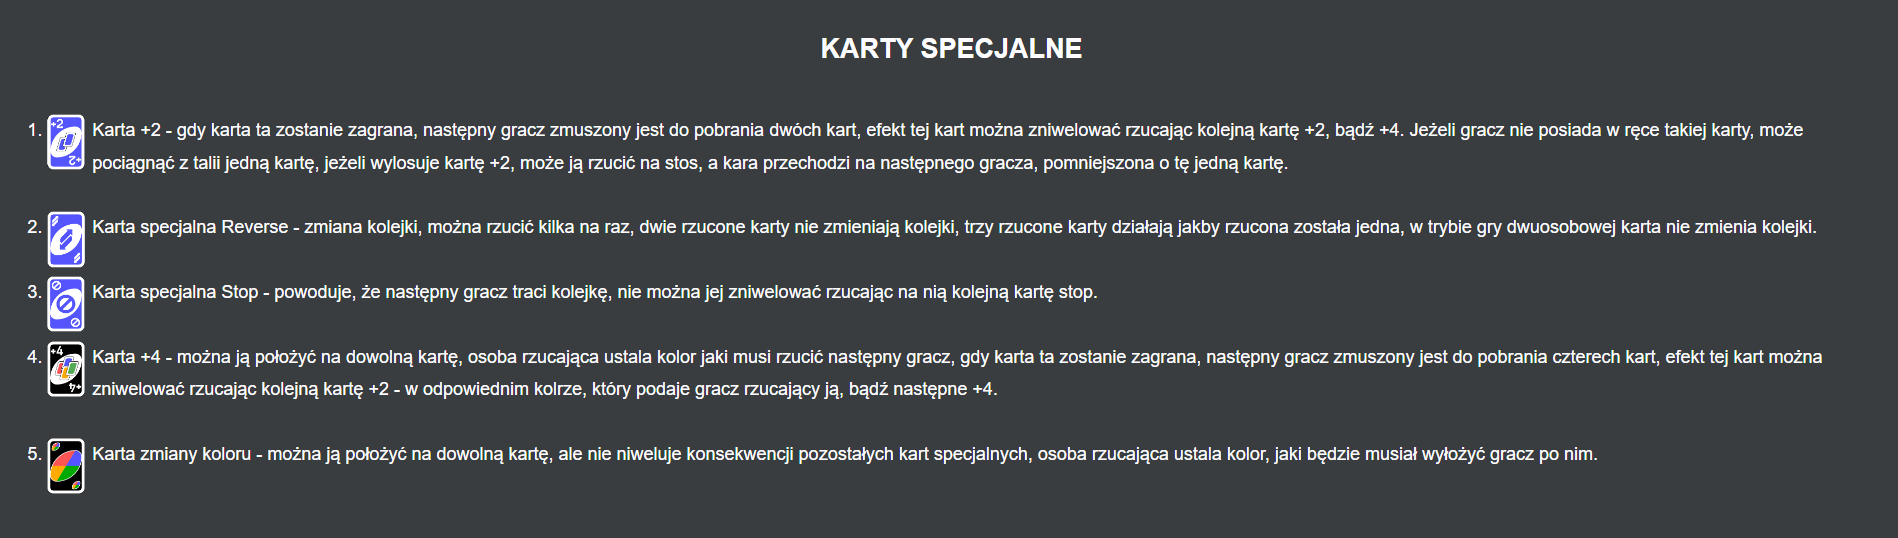 KARTY SPECJALNE
1. +2 Karta +2 - gdy karta ta zostanie zagrana, następny gracz zmuszony jest do pobrania dwóch kart, efekt tej kart można zniwelować rzucając kolejną kartę +2, bądź +4. Jeżeli gracz nie posiada w ręce takiej karty, może
+2 pociągnąć z talii jedną kartę, jeżeli wylosuje kartę +2, może ją rzucić na stos, a kara przechodzi na następnego gracza, pomniejszona o tę jedną kartę.
2. Karta specjalna Reverse - zmiana kolejki, można rzucić kilka na raz, dwie rzucone karty nie zmieniają kolejki, trzy rzucone karty działają jakby rzucona została jedna, w trybie gry dwuosobowej karta nie zmienia kolejki.
3. Karta specjalna Stop - powoduje, że następny gracz traci kolejkę, nie można jej zniwelować rzucając na nią kolejną kartę stop.
4. +4 Karta +4 - można ją położyć na dowolną kartę, osoba rzucająca ustala kolor jaki musi rzucić następny gracz, gdy karta ta zostanie zagrana, następny gracz zmuszony jest do pobrania czterech kart, efekt tej kart można
+4 zniwelować rzucając kolejną kartę +2 - w odpowiednim kolrze, który podaje gracz rzucający ją, bądź następne +4.
5. Karta zmiany koloru - można ją położyć na dowolną kartę, ale nie niweluje konsekwencji pozostałych kart specjalnych, osoba rzucająca ustala kolor, jaki będzie musiał wyłożyć gracz po nim.